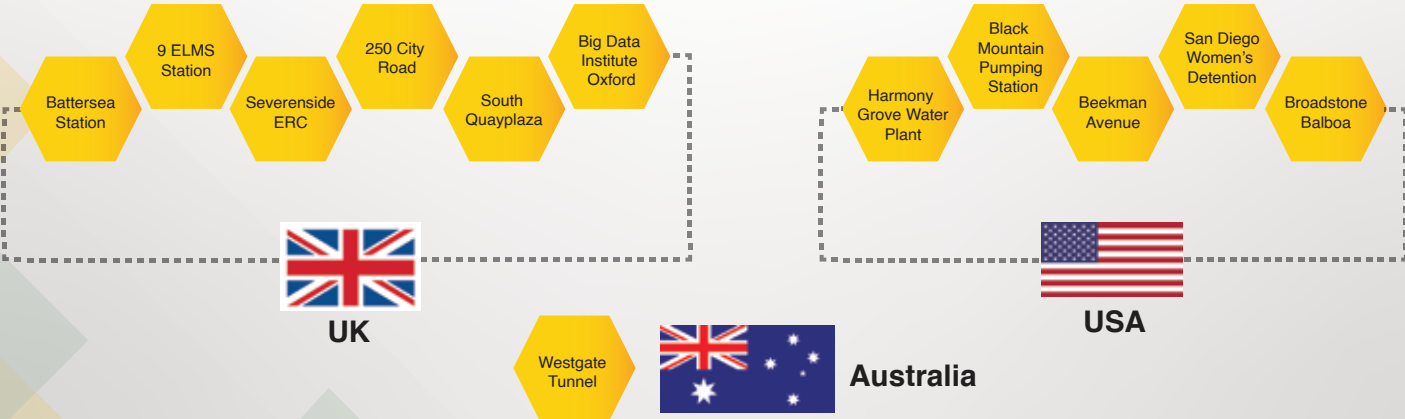 Battersea
Station
9 ELMS
Station
Severenside
ERC
250 City
Road
South
Quayplaza
Big Data
Institute
Oxford
UK
Harmony
Grove Water
Plant
Black
Mountain
Pumping
Station
Beekman
Avenue
San Diego
Women's
Detention
Broadstone
Balboa
USA
Westgate
Tunnel
Australia